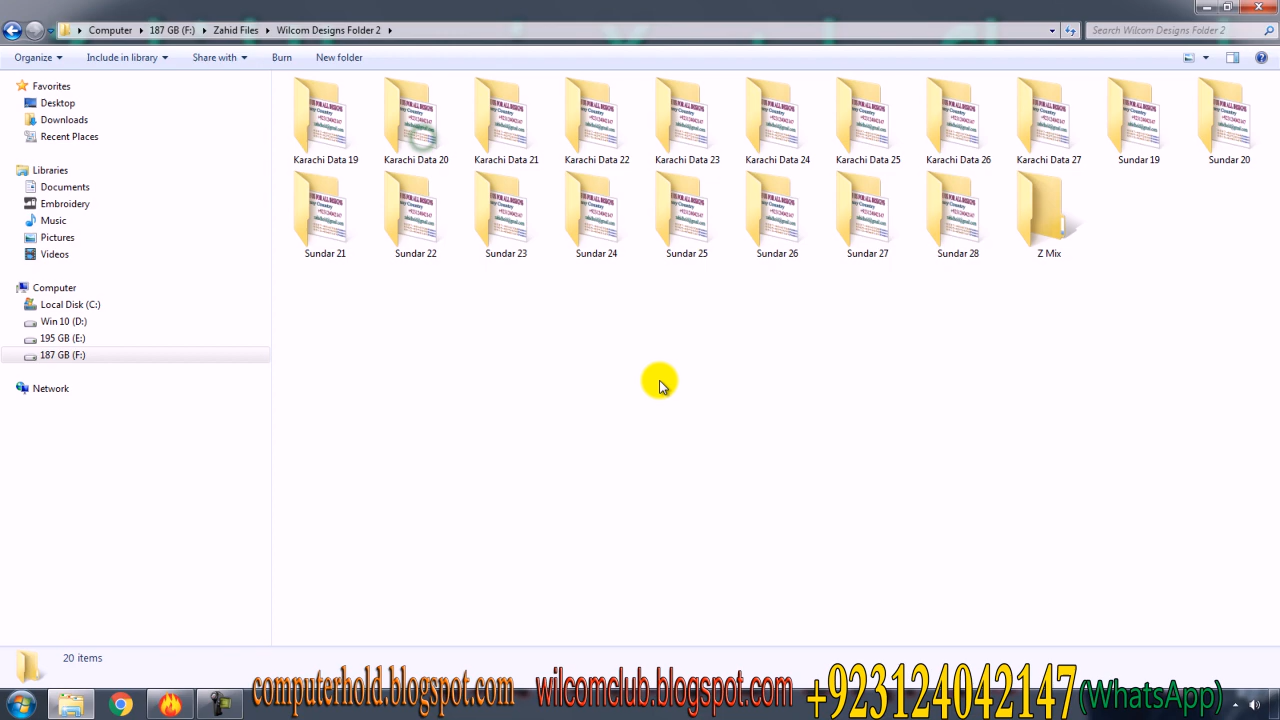 Computer 187 GB (F:) Zahid Files Wilcom Designs Folder 2
Search Wilcom Designs Folder 2
Organize Include in library Share with Burn New folder
Favorites
Desktop
Downloads
Recent Places
Libraries
Documents
Embroidery
Music
Pictures
Videos
Computer
Local Disk (C:)
Win 10 (D:)
195 GB (E:)
187 GB (F:)
Network
Karachi Data 19 Karachi Data 20 Karachi Data 21 Karachi Data 22 Karachi Data 23 Karachi Data 24 Karachi Data 25 Karachi Data 26 Karachi Data 27 Sundar 19 Sundar 20
Sundar 21 Sundar 22 Sundar 23 Sundar 24 Sundar 25 Sundar 26 Sundar 27 Sundar 28 Z Mix
20 items
computerhold.blogspot.com wilcomclub.blogspot.com +923124042147 (WhatsApp)